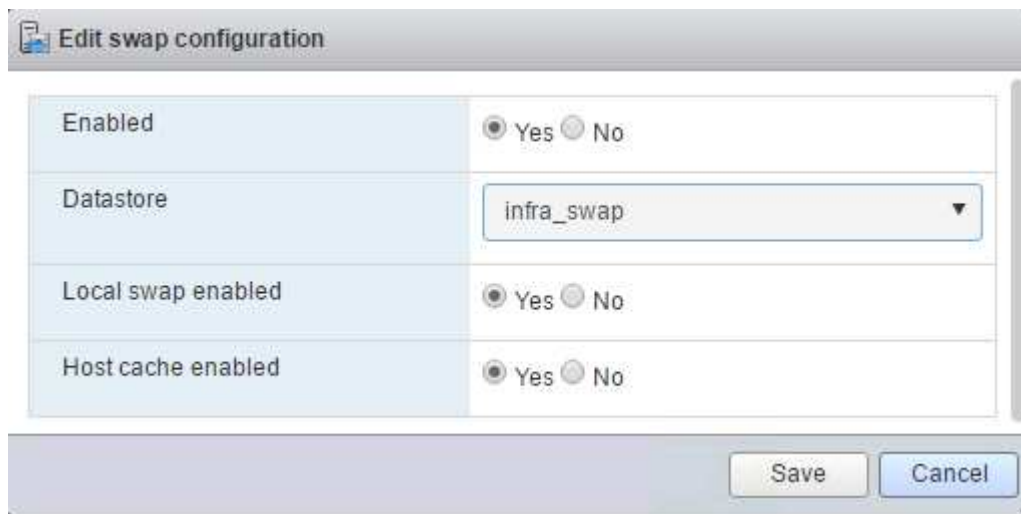 Edit swap configuration
Enabled Yes No
Datastore infra_swap
Local swap enabled Yes No
Host cache enabled Yes No
Save Cancel